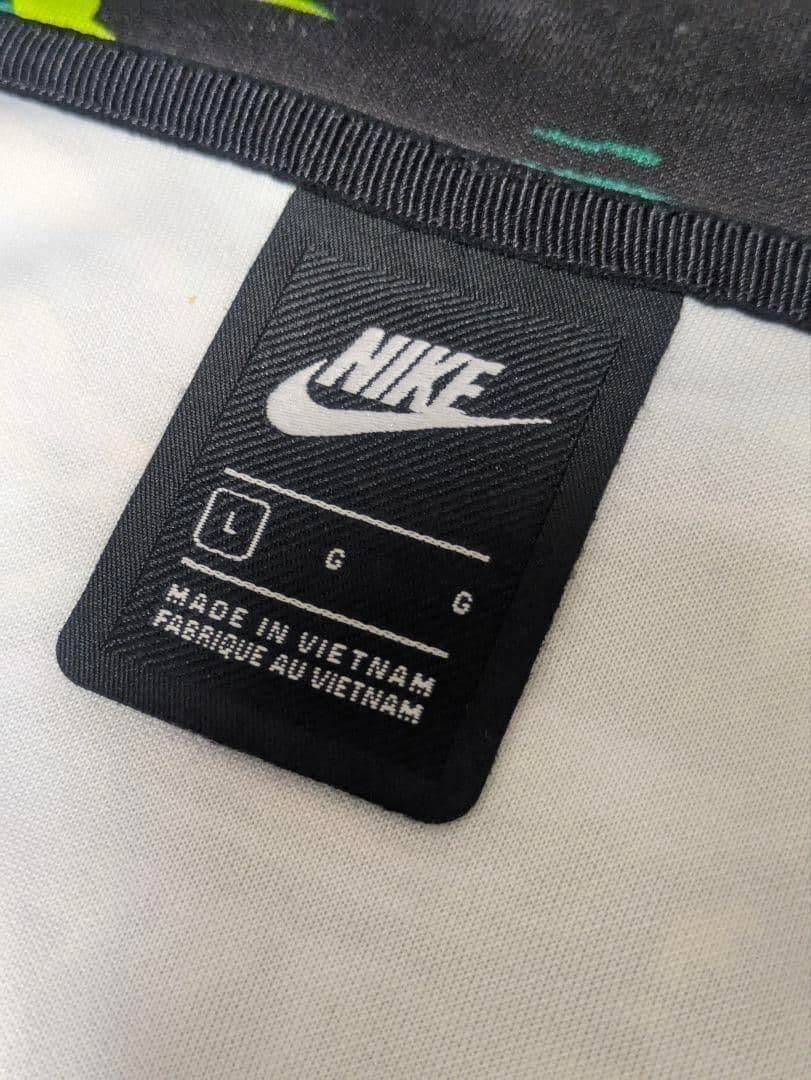 NIKE
L G G
MADE IN VIETNAM
FABRIQUE AU VIETNAM